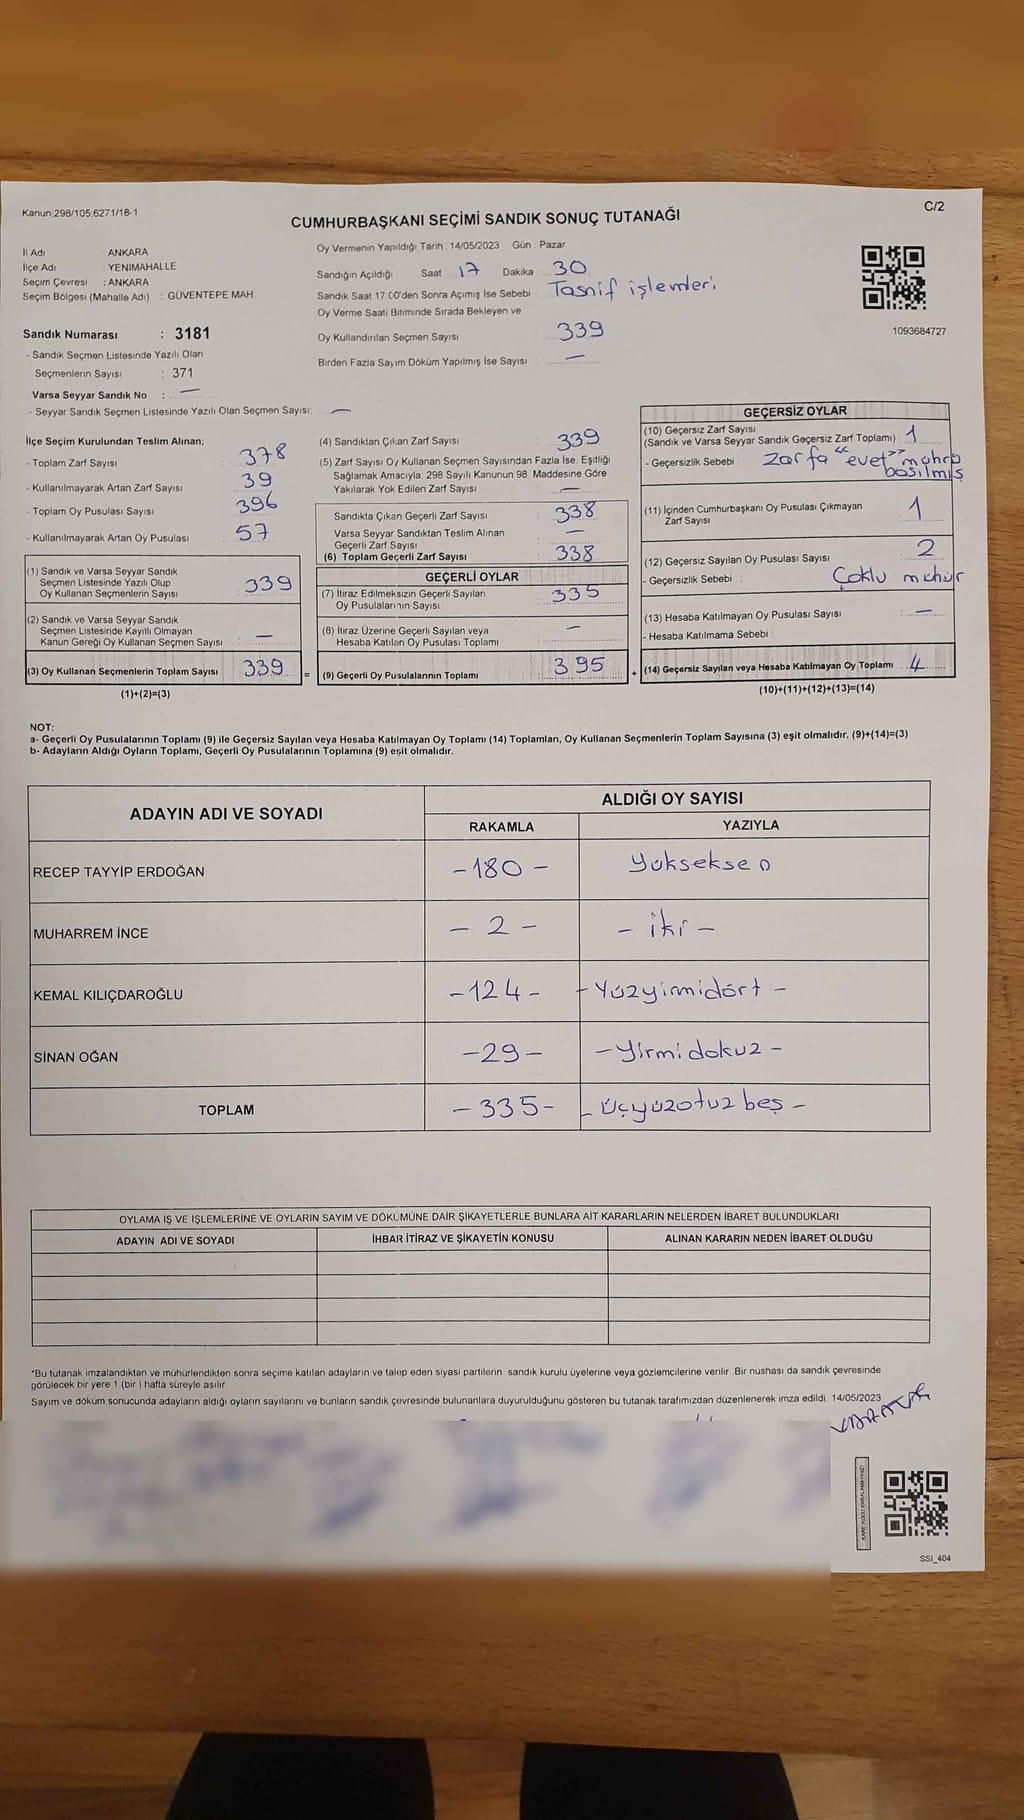 Kanun:298/105,6271/18-1
C/2
CUMHURBAŞKANI SEÇİMİ SANDIK SONUÇ TUTANAĞI
İl Adı : ANKARA
İlçe Adı : YENİMAHALLE
Seçim Çevresi : ANKARA
Seçim Bölgesi (Mahalle Adı) : GÜVENTEPE MAH.
Oy Vermenin Yapıldığı Tarih : 14/05/2023 Gün : Pazar
Sandığın Açıldığı Saat 17 Dakika 30
Sandık Saat 17:00'den Sonra Açımış İse Sebebi : Tasnif işlemleri
Oy Verme Saati Bitiminde Sırada Bekleyen ve
Oy Kullandırılan Seçmen Sayısı : 339
Birden Fazla Sayım Döküm Yapılmış İse Sayısı : —
1093684727
Sandık Numarası : 3181
- Sandık Seçmen Listesinde Yazılı Olan
Seçmenlerin Sayısı : 371
Varsa Seyyar Sandık No : —
- Seyyar Sandık Seçmen Listesinde Yazılı Olan Seçmen Sayısı: —
İlçe Seçim Kurulundan Teslim Alınan;
- Toplam Zarf Sayısı : 378
- Kullanılmayarak Artan Zarf Sayısı : 39
- Toplam Oy Pusulası Sayısı : 396
- Kullanılmayarak Artan Oy Pusulası : 57
(1) Sandık ve Varsa Seyyar Sandık
Seçmen Listesinde Yazılı Olup
Oy Kullanan Seçmenlerin Sayısı : 339
(2) Sandık ve Varsa Seyyar Sandık
Seçmen Listesinde Kayıtlı Olmayan
Kanun Gereği Oy Kullanan Seçmen Sayısı : —
(3) Oy Kullanan Seçmenlerin Toplam Sayısı : 339
(1)+(2)=(3)
=
(4) Sandıktan Çıkan Zarf Sayısı : 339
(5) Zarf Sayısı Oy Kullanan Seçmen Sayısından Fazla İse, Eşitliği
Sağlamak Amacıyla, 298 Sayılı Kanunun 98. Maddesine Göre
Yakılarak Yok Edilen Zarf Sayısı : —
Sandıkta Çıkan Geçerli Zarf Sayısı : 338
Varsa Seyyar Sandıktan Teslim Alınan
Geçerli Zarf Sayısı : —
(6) Toplam Geçerli Zarf Sayısı : 338
GEÇERLİ OYLAR
(7) İtiraz Edilmeksizin Geçerli Sayılan
Oy Pusulalarının Sayısı : 335
(8) İtiraz Üzerine Geçerli Sayılan veya
Hesaba Katılan Oy Pusulası Toplamı : —
(9) Geçerli Oy Pusulalarının Toplamı : 395
+
GEÇERSİZ OYLAR
(10) Geçersiz Zarf Sayısı
(Sandık ve Varsa Seyyar Sandık Geçersiz Zarf Toplamı) : 1
- Geçersizlik Sebebi : Zarfa "evet" mührü
basılmış
(11) İçinden Cumhurbaşkanı Oy Pusulası Çıkmayan
Zarf Sayısı : 1
(12) Geçersiz Sayılan Oy Pusulası Sayısı : 2
- Geçersizlik Sebebi : Çoklu mühür
(13) Hesaba Katılmayan Oy Pusulası Sayısı : —
- Hesaba Katılmama Sebebi :
(14) Geçersiz Sayılan veya Hesaba Katılmayan Oy Toplamı : 4
(10)+(11)+(12)+(13)=(14)
NOT:
a- Geçerli Oy Pusulalarının Toplamı (9) ile Geçersiz Sayılan veya Hesaba Katılmayan Oy Toplamı (14) Toplamları, Oy Kullanan Seçmenlerin Toplam Sayısına (3) eşit olmalıdır. (9)+(14)=(3)
b- Adayların Aldığı Oyların Toplamı, Geçerli Oy Pusulalarının Toplamına (9) eşit olmalıdır.
ADAYIN ADI VE SOYADI
ALDIĞI OY SAYISI
RAKAMLA YAZIYLA
RECEP TAYYİP ERDOĞAN -180- Yükseksen
MUHARREM İNCE -2- -iki-
KEMAL KILIÇDAROĞLU -124- -Yüzyirmidört-
SİNAN OĞAN -29- -Yirmidokuz-
TOPLAM -335- -Üçyüzotuzbeş-
OYLAMA İŞ VE İŞLEMLERİNE VE OYLARIN SAYIM VE DÖKÜMÜNE DAİR ŞİKAYETLERLE BUNLARA AİT KARARLARIN NELERDEN İBARET BULUNDUKLARI
ADAYIN ADI VE SOYADI İHBAR İTİRAZ VE ŞİKAYETİN KONUSU ALINAN KARARIN NEDEN İBARET OLDUĞU
*Bu tutanak imzalandıktan ve mühürlendikten sonra seçime katılan adayların ve talep eden siyasi partilerin sandık kurulu üyelerine veya gözlemcilerine verilir. Bir nüshası da sandık çevresinde
görülecek bir yere 1 (bir ) hafta süreyle asılır.
Sayım ve döküm sonucunda adayların aldığı oyların sayılarını ve bunların sandık çevresinde bulunanlara duyurulduğunu gösteren bu tutanak tarafımızdan düzenlenerek imza edildi. 14/05/2023
SSI_404